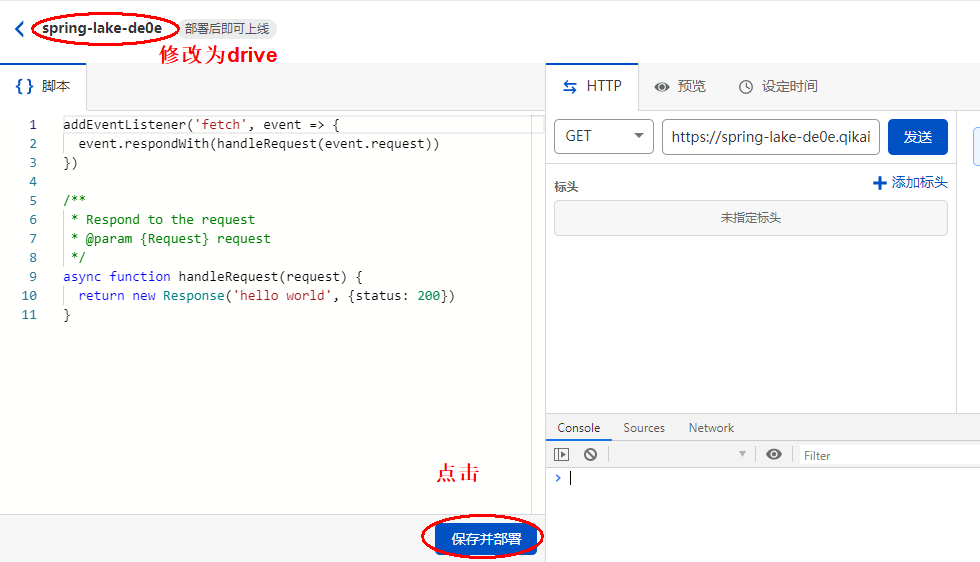 spring-lake-de0e 部署后即可上线
修改为drive
{} 脚本
HTTP 预览 设定时间
GET https://spring-lake-de0e.qikai 发送
标头 添加标头
未指定标头
1 addEventListener('fetch', event => {
2 event.respondWith(handleRequest(event.request))
3 })
4
5 /**
6 * Respond to the request
7 * @param {Request} request
8 */
9 async function handleRequest(request) {
10 return new Response('hello world', {status: 200})
11 }
Console Sources Network
Filter
点击
保存并部署